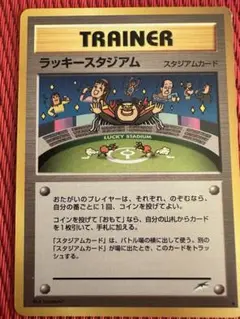 TRAINER
ラッキースタジアム
スタジアムカード
LUCKY STADIUM
おたがいのプレイヤーは、それぞれ、のぞむなら、
自分の番ごとに1回、コインを投げてよい。
コインを投げて「おもて」なら、自分の山札からカード
を1枚引いて、手札に加える。
「スタジアムカード」は、バトル場の横に出して使う。別の
「スタジアムカード」が場に出たとき、このカードをトラ
ッシュする。